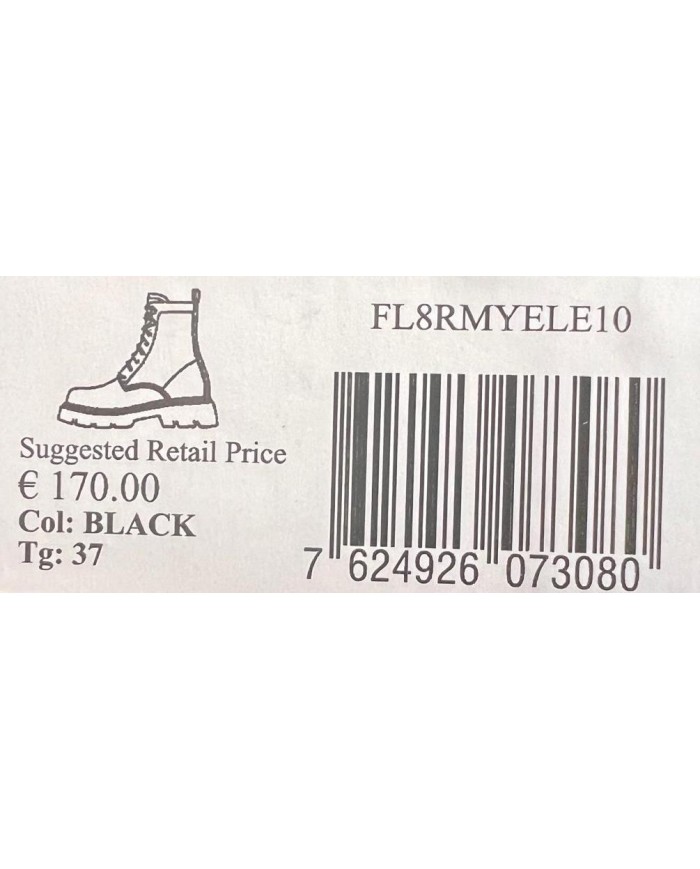 FL8RMYELE10
Suggested Retail Price
€ 170.00
Col: BLACK
Tg: 37
7 624926 073080